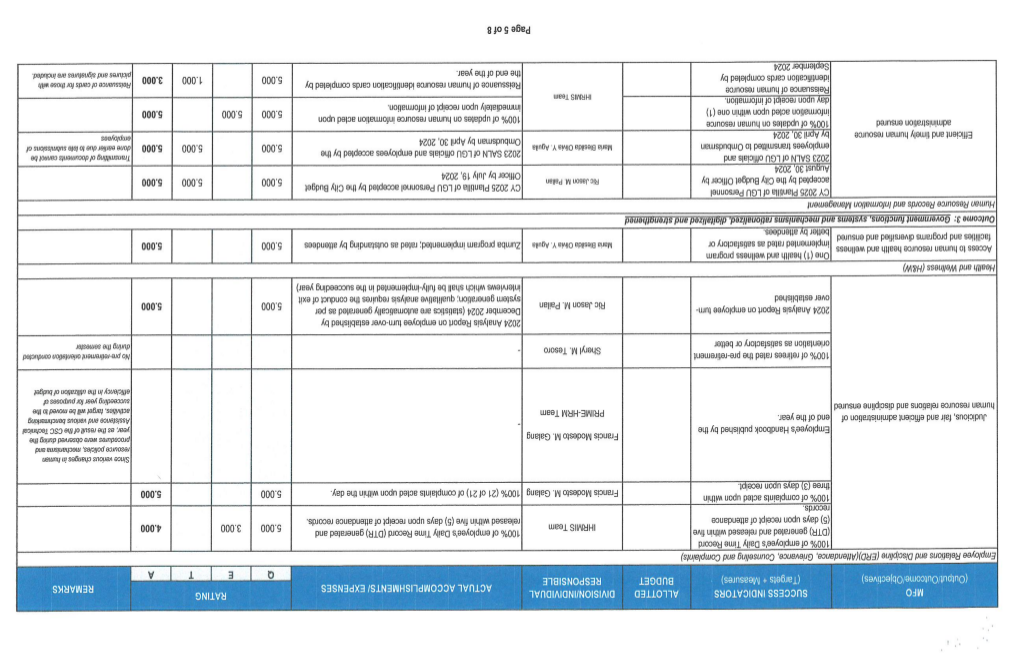 MFO
(Output/Outcome/Objectives)
SUCCESS INDICATORS
(Targets + Measures)
ALLOTTED
BUDGET
DIVISION/INDIVIDUAL
RESPONSIBLE
ACTUAL ACCOMPLISHMENTS/ EXPENSES
RATING
Q
E
T
A
REMARKS
Employee Relations and Discipline (ERD)(Attendance, Grievance, Counseling and Complaints)
Judicious, fair and efficient administration of
human resource relations and discipline ensured
100% of employee's Daily Time Record
(DTR) generated and released within five
(5) days upon receipt of attendance
records.
HRMIS Team
100% of employee's Daily Time Record (DTR) generated and
released within five (5) days upon receipt of attendance records.
5.000
3.000
4.000
100% of complaints acted upon within
three (3) days upon receipt.
Francis Modesto M. Galang
100% (21 of 21) of complaints acted upon within the day.
5.000
5.000
Employee's Handbook published by the
end of the year.
Francis Modesto M. Galang
PRIME-HRM Team
-
Since various changes in human
resource policies, mechanisms and
procedures were observed during the
year, as the result of the CSC Technical
Assistance and various benchmarking
activities, target will be moved to the
succeeding year for purposes of
efficiency in the utilization of budget
100% of retirees rated the pre-retirement
orientation as satisfactory or better
Sheryl M. Tesoro
-
No pre-retirement orientation conducted
during the semester
2024 Analysis Report on employee turn-
over established
Ric Jason M. Pailan
2024 Analysis Report on employee turn-over established by
December 2024 (statistics are automatically generated as per
system generation; qualitative analysis requires the conduct of exit
interviews which shall be fully-implemented in the succeeding year)
5.000
5.000
Health and Wellness (H&W)
Access to human resource health and wellness
facilities and programs diversified and ensured
One (1) health and wellness program
implemented rated as satisfactory or
better by attendees.
Maria Biesilda Olivia Y. Aguila
Zumba program implemented; rated as outstanding by attendees
5.000
5.000
Outcome 3: Government functions, systems and mechanisms rationalized, digitalized and strengthened
Human Resource Records and Information Management
Efficient and timely human resource
administration ensured
CY 2025 Plantilla of LGU Personnel
accepted by the City Budget Officer by
August 30, 2024
Ric Jason M. Pailan
CY 2025 Plantilla of LGU Personnel accepted by the City Budget
Officer by July 19, 2024
5.000
5.000
5.000
2023 SALN of LGU officials and
employees transmitted to Ombudsman
by April 30, 2024
Maria Biesilda Olivia Y. Aguila
2023 SALN of LGU officials and employees accepted by the
Ombudsman by April 30, 2024
5.000
5.000
5.000
Transmitting of documents cannot be
done earlier due to late submissions of
employees
100% of updates on human resource
information acted upon within one (1)
day upon receipt of information.
HRMIS Team
100% of updates on human resource information acted upon
immediately upon receipt of information.
5.000
5.000
5.000
Reissuance of human resource
identification cards completed by
September 2024
Reissuance of human resource identification cards completed by
the end of the year.
5.000
1.000
3.000
Reissuance of cards for those with
pictures and signatures are included.
Page 5 of 8